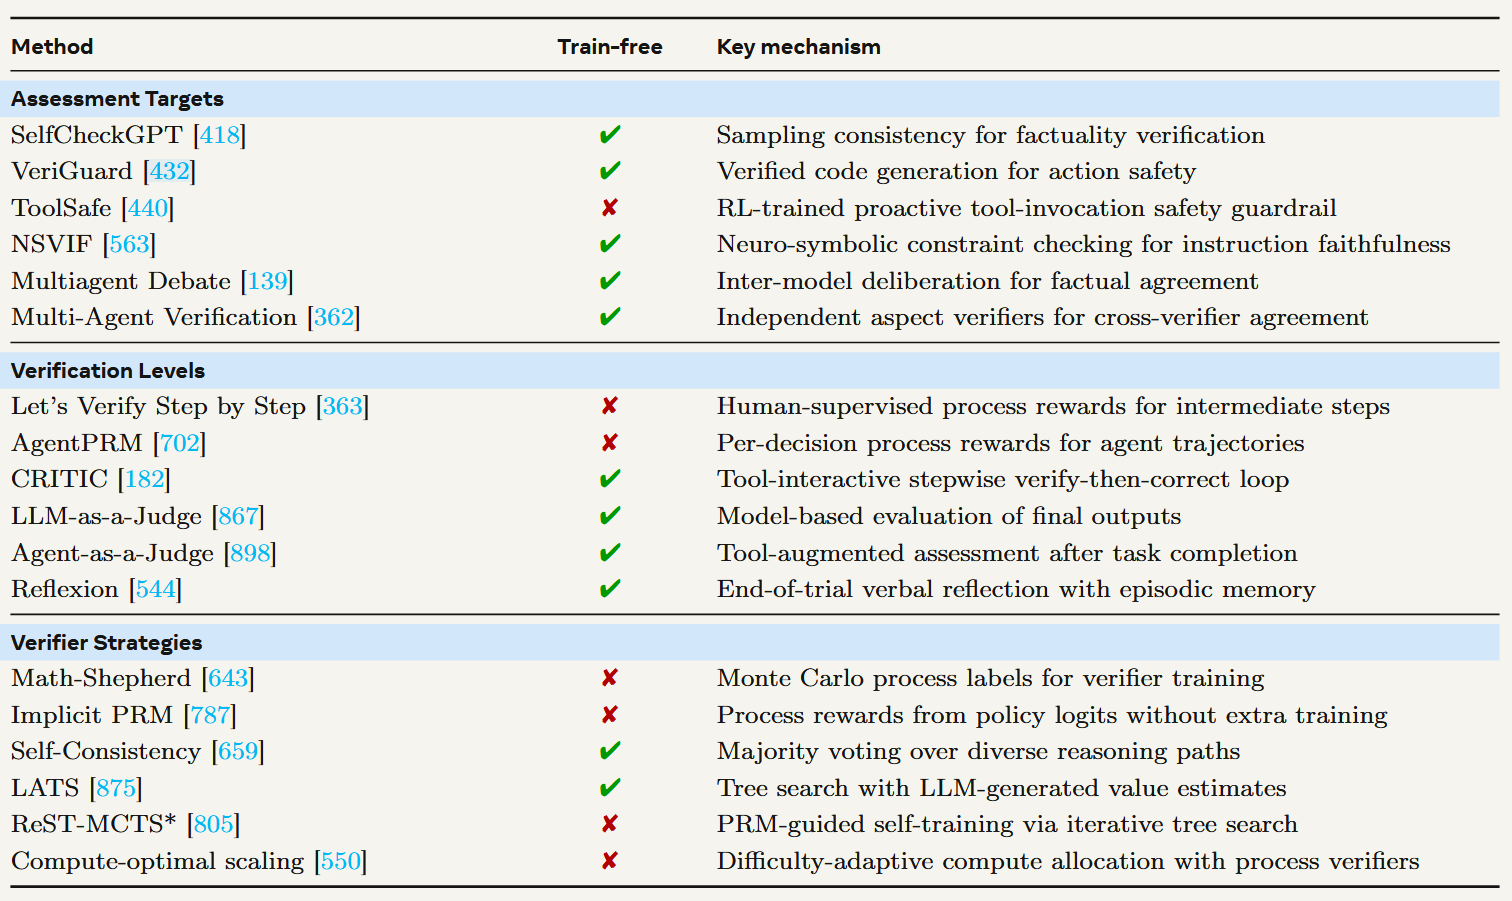 Method Train-free Key mechanism
Assessment Targets
SelfCheckGPT [418] ✔ Sampling consistency for factuality verification
VeriGuard [432] ✔ Verified code generation for action safety
ToolSafe [440] ✘ RL-trained proactive tool-invocation safety guardrail
NSVIF [563] ✔ Neuro-symbolic constraint checking for instruction faithfulness
Multiagent Debate [139] ✔ Inter-model deliberation for factual agreement
Multi-Agent Verification [362] ✔ Independent aspect verifiers for cross-verifier agreement
Verification Levels
Let's Verify Step by Step [363] ✘ Human-supervised process rewards for intermediate steps
AgentPRM [702] ✘ Per-decision process rewards for agent trajectories
CRITIC [182] ✔ Tool-interactive stepwise verify-then-correct loop
LLM-as-a-Judge [867] ✔ Model-based evaluation of final outputs
Agent-as-a-Judge [898] ✔ Tool-augmented assessment after task completion
Reflexion [544] ✔ End-of-trial verbal reflection with episodic memory
Verifier Strategies
Math-Shepherd [643] ✘ Monte Carlo process labels for verifier training
Implicit PRM [787] ✘ Process rewards from policy logits without extra training
Self-Consistency [659] ✔ Majority voting over diverse reasoning paths
LATS [875] ✔ Tree search with LLM-generated value estimates
ReST-MCTS* [805] ✘ PRM-guided self-training via iterative tree search
Compute-optimal scaling [550] ✘ Difficulty-adaptive compute allocation with process verifiers